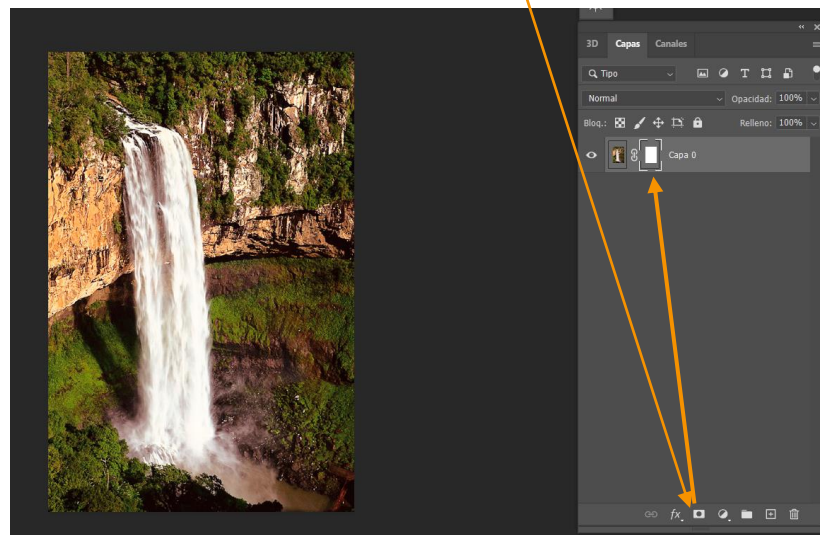 3D Capas Canales
Tipo
Normal Opacidad: 100%
Bloq.: Relleno: 100%
Capa 0
fx